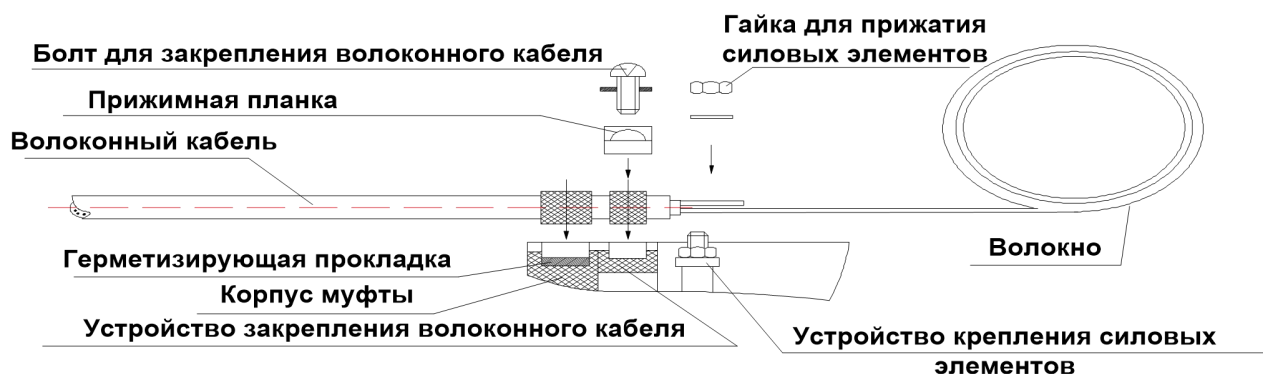 Гайка для прижатия
силовых элементов
Болт для закрепления волоконного кабеля
Прижимная планка
Волоконный кабель
Волокно
Герметизирующая прокладка
Корпус муфты
Устройство закрепления волоконного кабеля
Устройство крепления силовых
элементов